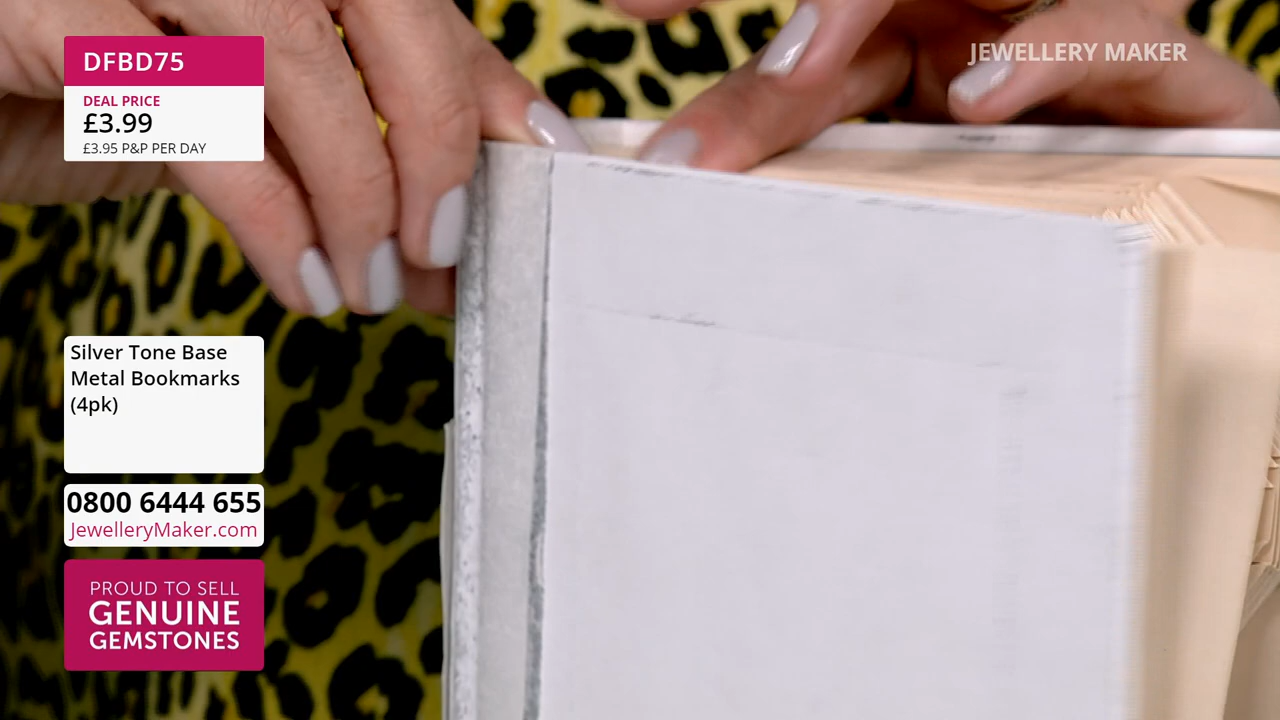 DFBD75
DEAL PRICE
£3.99
£3.95 P&P PER DAY
JEWELLERY MAKER
Silver Tone Base
Metal Bookmarks
(4pk)
0800 6444 655
JewelleryMaker.com
PROUD TO SELL
GENUINE
GEMSTONES